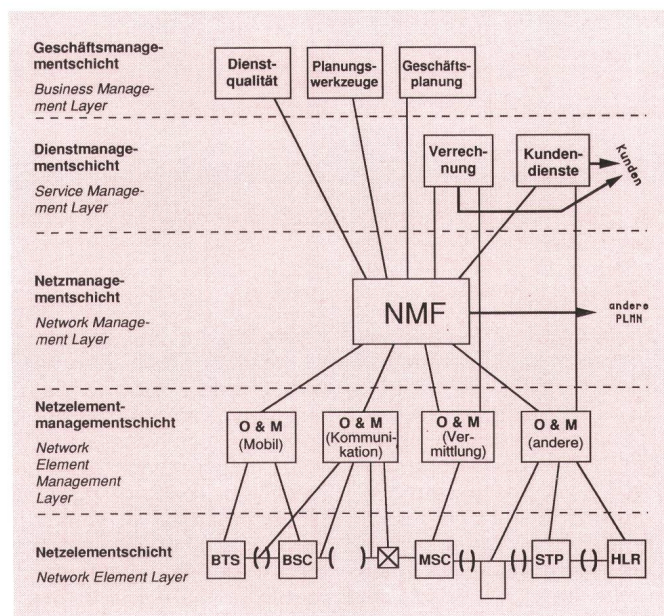 Geschäftsmanage-
mentschicht
Business Manage-
ment Layer
Dienst-
qualität
Planungs-
werkzeuge
Geschäfts-
planung
Dienstmanage-
mentschicht
Service Manage-
ment Layer
Verrech-
nung
Kunden-
dienste
Kunden
Netzmanage-
mentschicht
Network Manage-
ment Layer
NMF
andere
PLMN
Netzelement-
managementschicht
Network
Element
Management
Layer
O & M
(Mobil)
O & M
(Kommuni-
kation)
O & M
(Ver-
mittlung)
O & M
(andere)
Netzelementschicht
Network Element Layer
BTS
BSC
MSC
STP
HLR